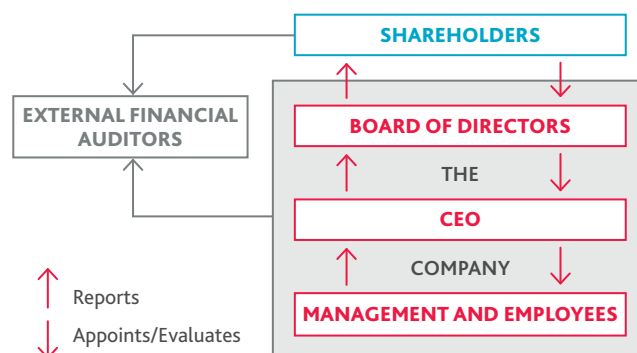 SHAREHOLDERS
EXTERNAL FINANCIAL
AUDITORS
BOARD OF DIRECTORS
THE
CEO
COMPANY
MANAGEMENT AND EMPLOYEES
Reports
Appoints/Evaluates